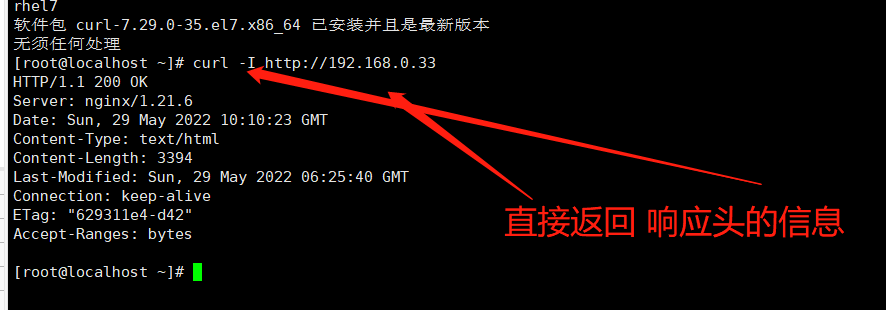 rhel7
软件包 curl-7.29.0-35.el7.x86_64 已安装并且是最新版本
无须任何处理
[root@localhost ~]# curl -I http://192.168.0.33
HTTP/1.1 200 OK
Server: nginx/1.21.6
Date: Sun, 29 May 2022 10:10:23 GMT
Content-Type: text/html
Content-Length: 3394
Last-Modified: Sun, 29 May 2022 06:25:40 GMT
Connection: keep-alive
ETag: "629311e4-d42"
Accept-Ranges: bytes
直接返回 响应头的信息
[root@localhost ~]#